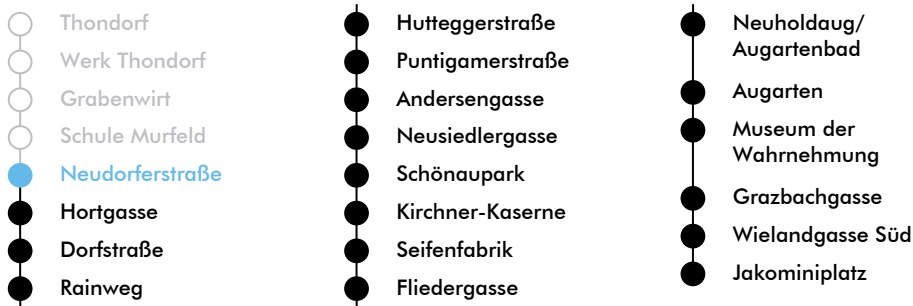 Thondorf
Werk Thondorf
Grabenwirt
Schule Murfeld
Neudorferstraße
Hortgasse
Dorfstraße
Rainweg
Hutteggerstraße
Puntigamerstraße
Andersengasse
Neusiedlergasse
Schönaupark
Kirchner-Kaserne
Seifenfabrik
Fliedergasse
Neuholdaug/
Augartenbad
Augarten
Museum der
Wahrnehmung
Grazbachgasse
Wielandgasse Süd
Jakominiplatz